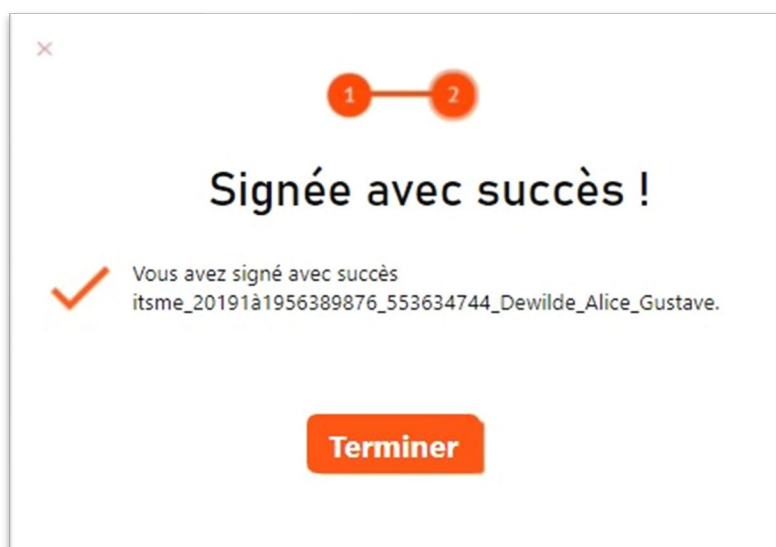 ×
1 2
Signée avec succès !
Vous avez signé avec succès
itsme_20191à1956389876_553634744_Dewilde_Alice_Gustave.
Terminer